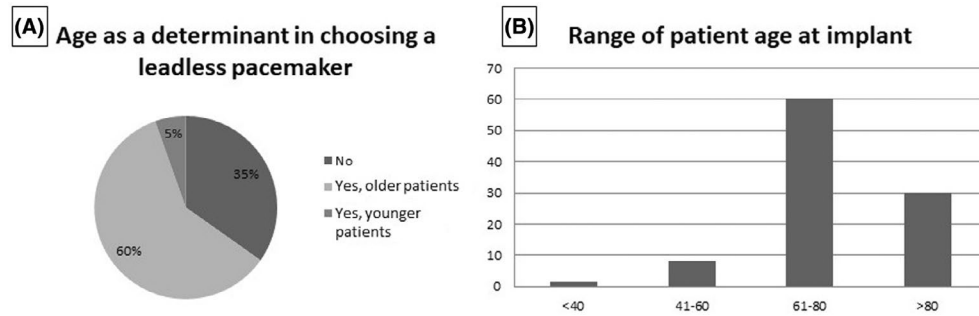 (A)
Age as a determinant in choosing a
leadless pacemaker
5%
35%
60%
No
Yes, older patients
Yes, younger
patients
(B)
Range of patient age at implant
70
60
50
40
30
20
10
0
<40
41-60
61-80
>80